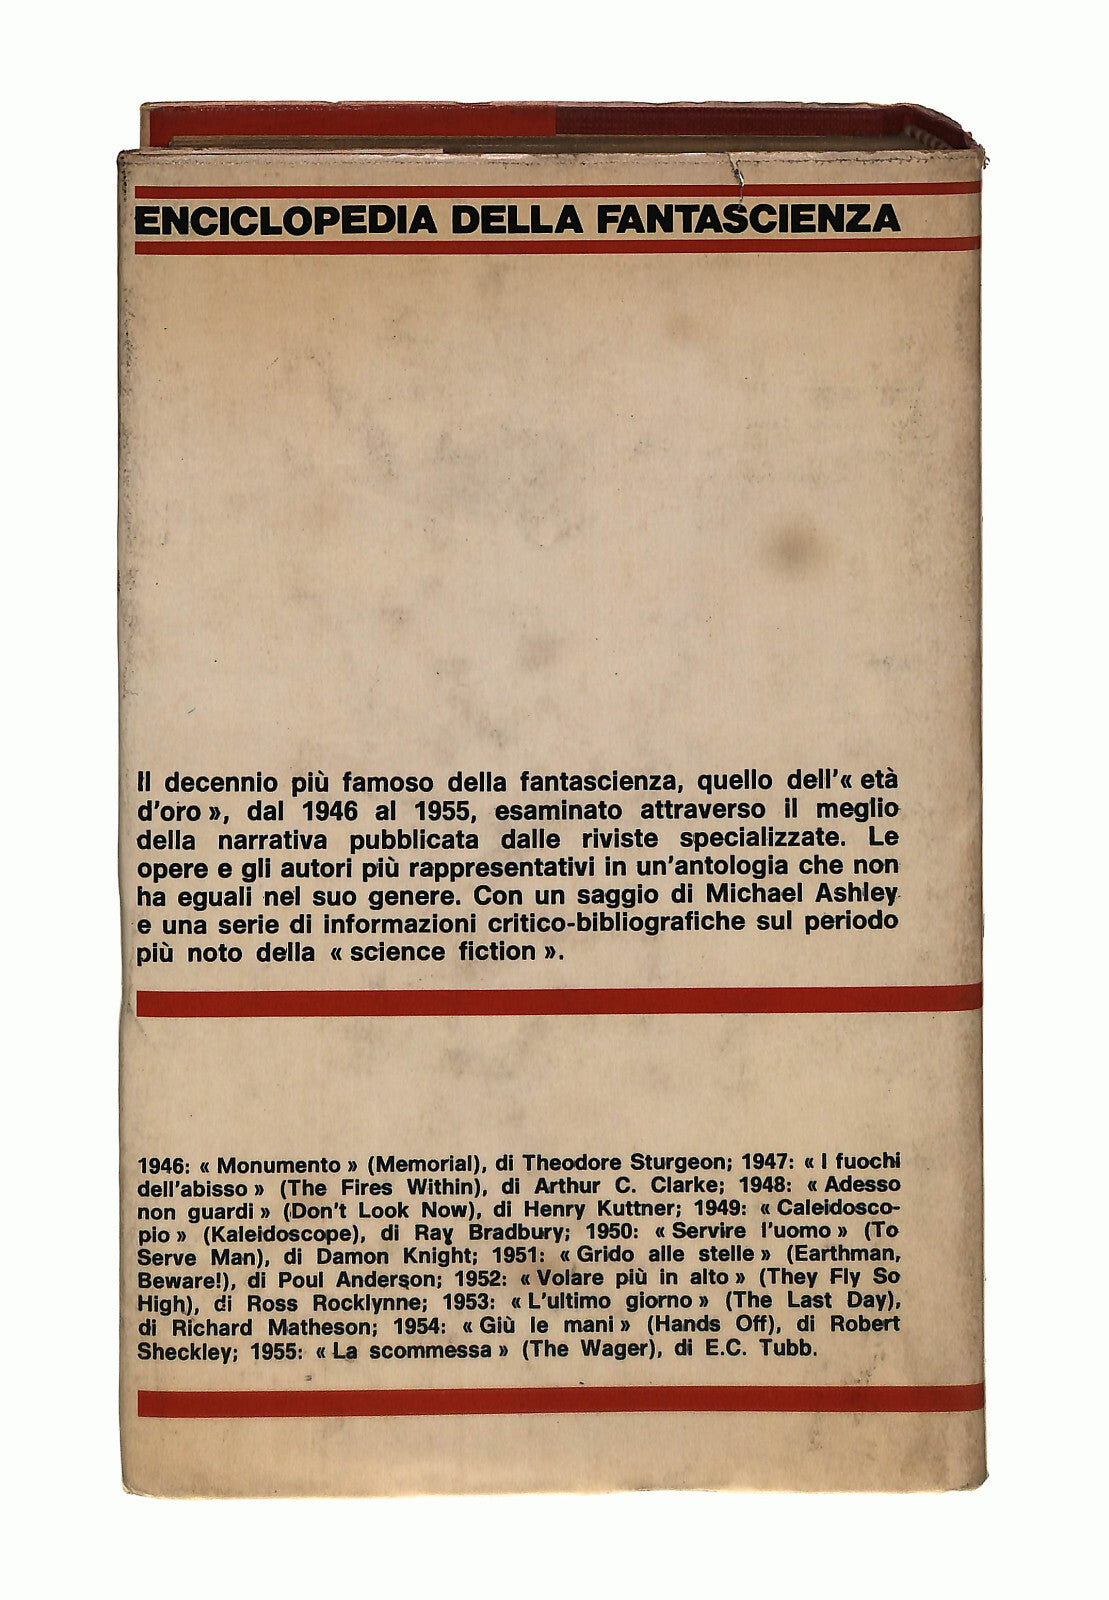 ENCICLOPEDIA DELLA FANTASCIENZA
Il decennio più famoso della fantascienza, quello dell'« età
d'oro », dal 1946 al 1955, esaminato attraverso il meglio
della narrativa pubblicata dalle riviste specializzate. Le
opere e gli autori più rappresentativi in un'antologia che non
ha eguali nel suo genere. Con un saggio di Michael Ashley
e una serie di informazioni critico-bibliografiche sul periodo
più noto della « science fiction ».
1946: « Monumento » (Memorial), di Theodore Sturgeon; 1947: « I fuochi
dell'abisso » (The Fires Within), di Arthur C. Clarke; 1948: « Adesso
non guardi » (Don't Look Now), di Henry Kuttner; 1949: « Caleidosco-
pio » (Kaleidoscope), di Ray Bradbury; 1950: « Servire l'uomo » (To
Serve Man), di Damon Knight; 1951: « Grido alle stelle » (Earthman,
Beware!), di Poul Anderson; 1952: « Volare più in alto » (They Fly So
High), di Ross Rocklynne; 1953: « L'ultimo giorno » (The Last Day),
di Richard Matheson; 1954: « Giù le mani » (Hands Off), di Robert
Sheckley; 1955: « La scommessa » (The Wager), di E.C. Tubb.